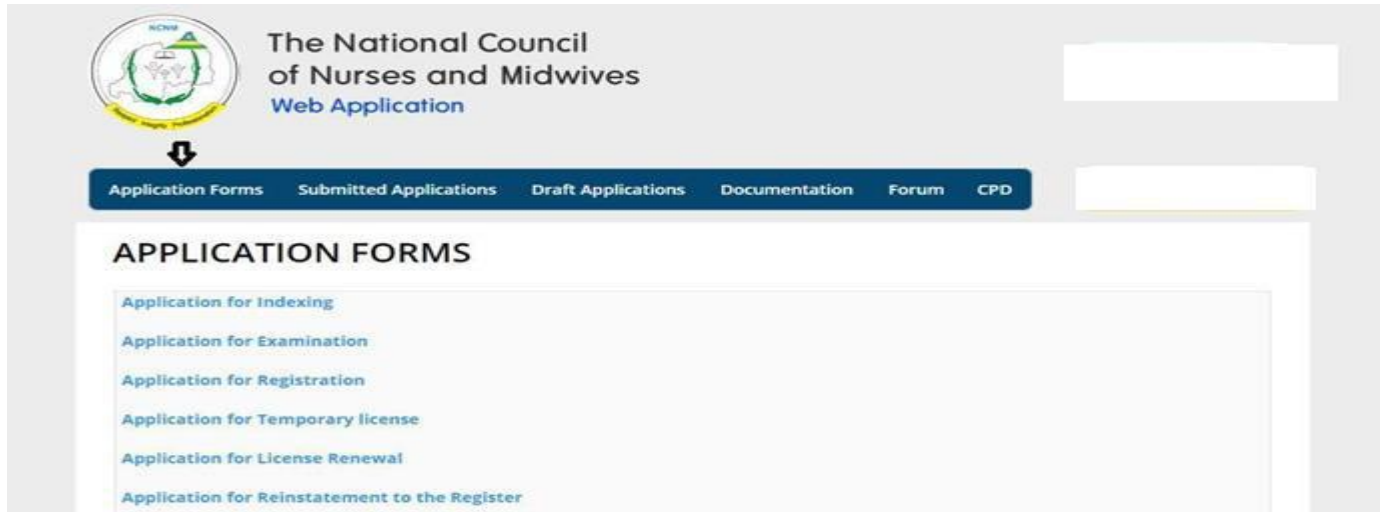 NCNM
The National Council
of Nurses and Midwives
Web Application
Application Forms Submitted Applications Draft Applications Documentation Forum CPD
APPLICATION FORMS
Application for Indexing
Application for Examination
Application for Registration
Application for Temporary license
Application for License Renewal
Application for Reinstatement to the Register